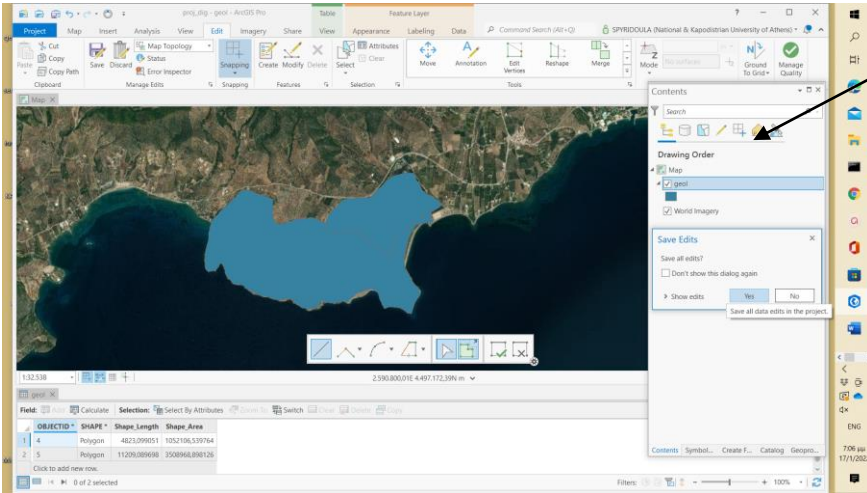 proj_drg - geol - ArcGIS Pro
Table
Feature Layer
Project Map Insert Analysis View Edit Imagery Share View Appearance Labeling Data
Command Search (Alt+Q)
SPYRIDOULA (National & Kapodistrian University of Athens)
Cut
Copy
Copy Path
Paste
Save Discard
Map Topology
Status
Error Inspector
Snapping
Create Modify Delete
Select
Attributes
Clear
Move
Annotation
Edit Vertices
Reshape
Merge
Mode
Ground To Grid
Manage Quality
Clipboard Manage Edits Snapping Features Selection Tools
Map
Contents
Search
Drawing Order
Map
geol
World Imagery
Save Edits
Save all edits?
Don't show this dialog again
Show edits
Yes No
Save all data edits in the project.
1:32.538
2.590.800,01E 4.497.172,39N m
geol
Field: Add Calculate Selection: Select By Attributes Zoom To Switch Clear Delete Copy
OBJECTID * SHAPE * Shape_Length Shape_Area
1 4 Polygon 4823,099051 1052106,539764
2 5 Polygon 11209,089698 3508968,898126
Click to add new row.
0 of 2 selected
Filters:
100%
Contents Symbol... Create F... Catalog Geopro...
ENG
7:06 μμ